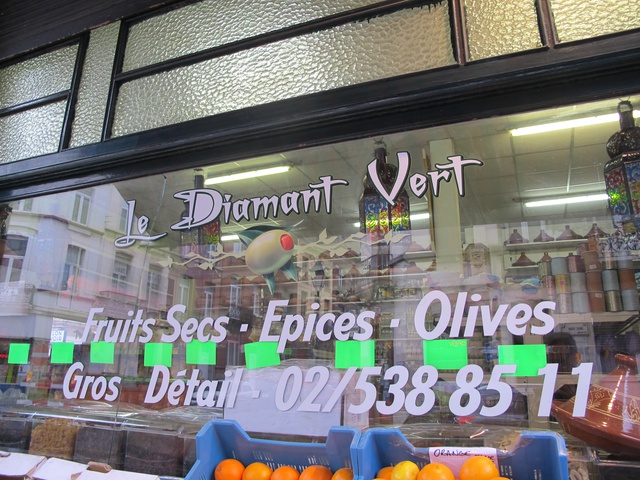 Le Diamant Vert
Fruits Secs · Epices · Olives
Gros Détail · 02/538 85 11
ORANGE